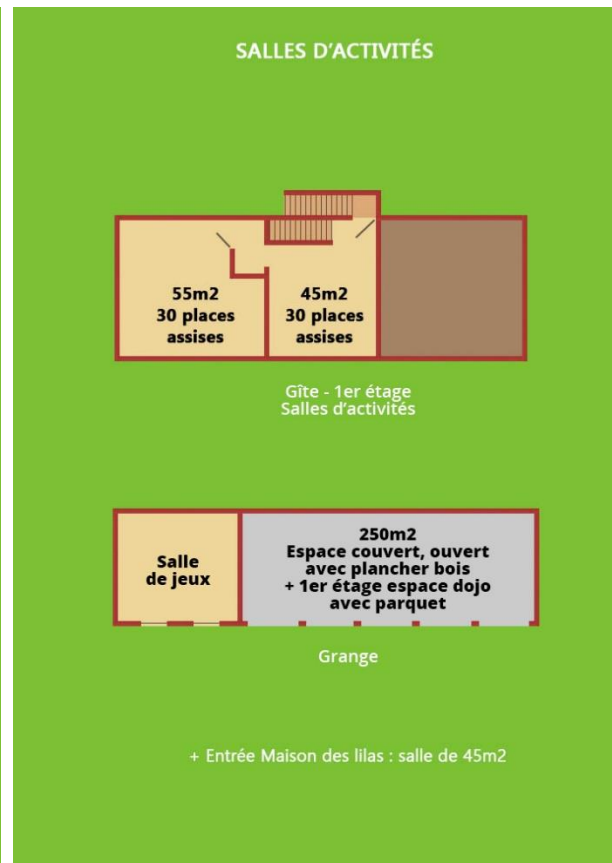 SALLES D'ACTIVITÉS
55m2
30 places
assises
45m2
30 places
assises
Gîte - 1er étage
Salles d'activités
Salle
de jeux
250m2
Espace couvert, ouvert
avec plancher bois
+ 1er étage espace dojo
avec parquet
Grange
+ Entrée Maison des lilas : salle de 45m2